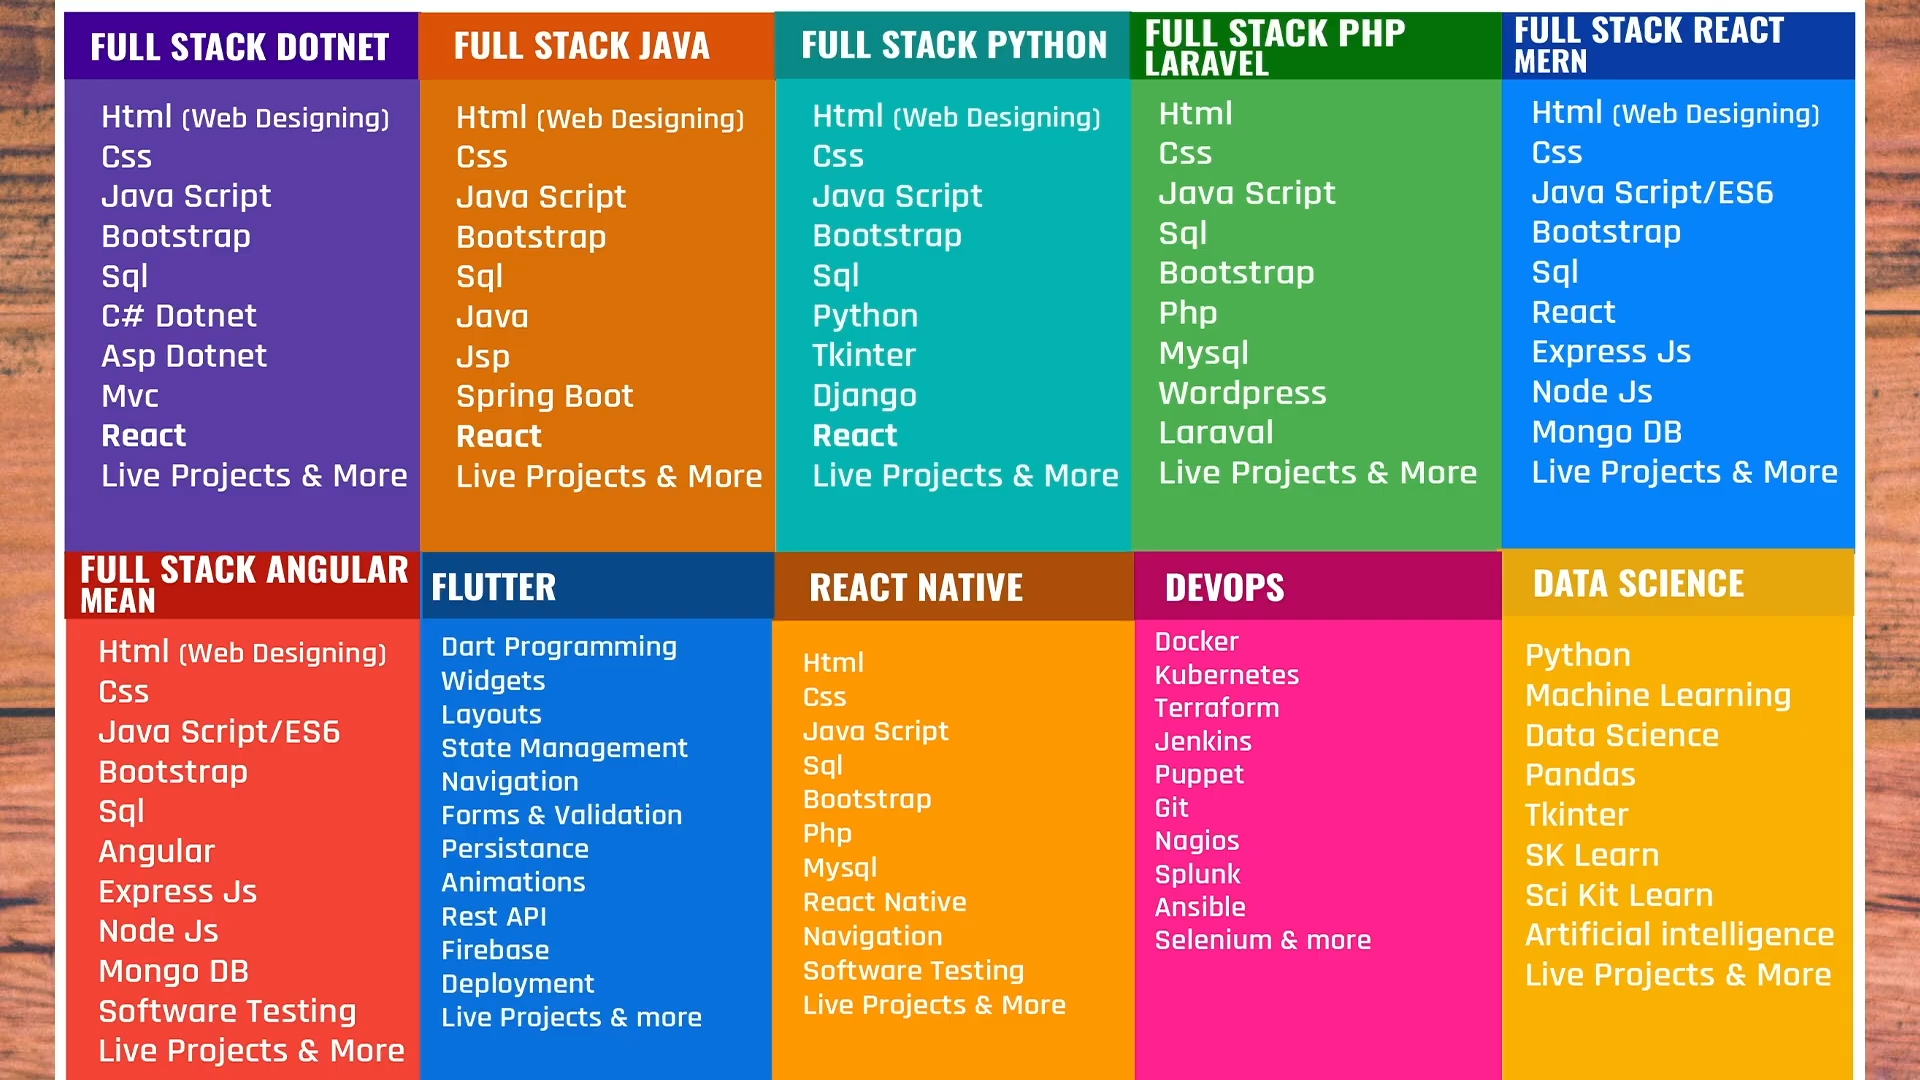 FULL STACK DOTNET
Html (Web Designing)
Css
Java Script
Bootstrap
Sql
C# Dotnet
Asp Dotnet
Mvc
React
Live Projects & More
FULL STACK JAVA
Html (Web Designing)
Css
Java Script
Bootstrap
Sql
Java
Jsp
Spring Boot
React
Live Projects & More
FULL STACK PYTHON
Html (Web Designing)
Css
Java Script
Bootstrap
Sql
Python
Tkinter
Django
React
Live Projects & More
FULL STACK PHP
LARAVEL
Html
Css
Java Script
Sql
Bootstrap
Php
Mysql
Wordpress
Laraval
Live Projects & More
FULL STACK REACT
MERN
Html (Web Designing)
Css
Java Script/ES6
Bootstrap
Sql
React
Express Js
Node Js
Mongo DB
Live Projects & More
FULL STACK ANGULAR
MEAN
Html (Web Designing)
Css
Java Script/ES6
Bootstrap
Sql
Angular
Express Js
Node Js
Mongo DB
Software Testing
Live Projects & More
FLUTTER
Dart Programming
Widgets
Layouts
State Management
Navigation
Forms & Validation
Persistance
Animations
Rest API
Firebase
Deployment
Live Projects & more
REACT NATIVE
Html
Css
Java Script
Sql
Bootstrap
Php
Mysql
React Native
Navigation
Software Testing
Live Projects & More
DEVOPS
Docker
Kubernetes
Terraform
Jenkins
Puppet
Git
Nagios
Splunk
Ansible
Selenium & more
DATA SCIENCE
Python
Machine Learning
Data Science
Pandas
Tkinter
SK Learn
Sci Kit Learn
Artificial intelligence
Live Projects & More